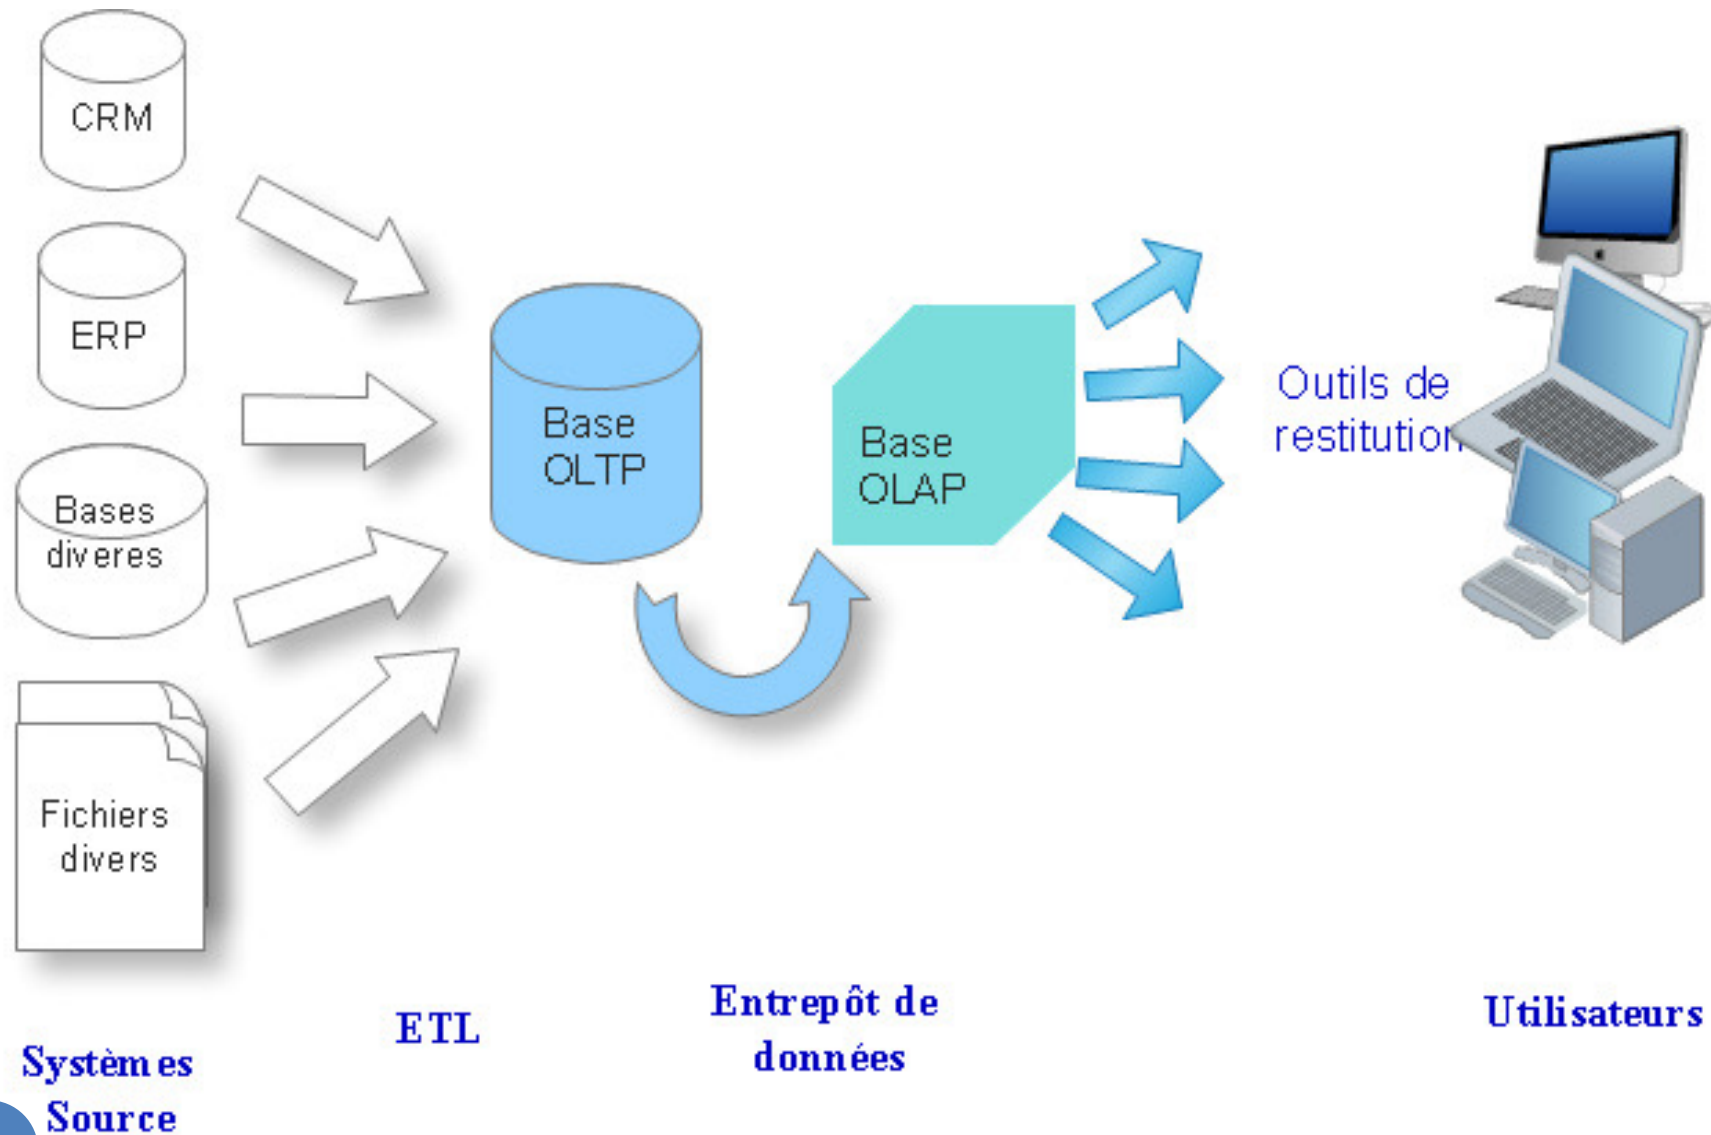 CRM
ERP
Bases
diveres
Fichiers
divers
Base
OLTP
Base
OLAP
Outils de
restitution
ETL
Entrepôt de
données
Utilisateurs
Systèmes
Source